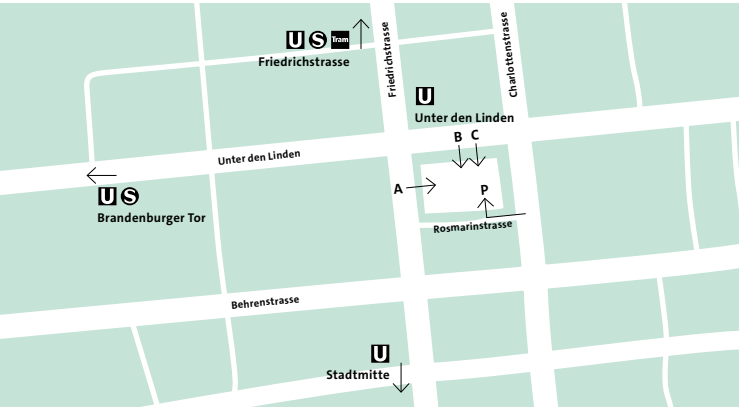 U S Tram
Friedrichstrasse
Friedrichstrasse
Charlottenstrasse
U
Unter den Linden
B C
Unter den Linden
A
P
U S
Brandenburger Tor
Rosmarinstrasse
Behrenstrasse
U
Stadtmitte